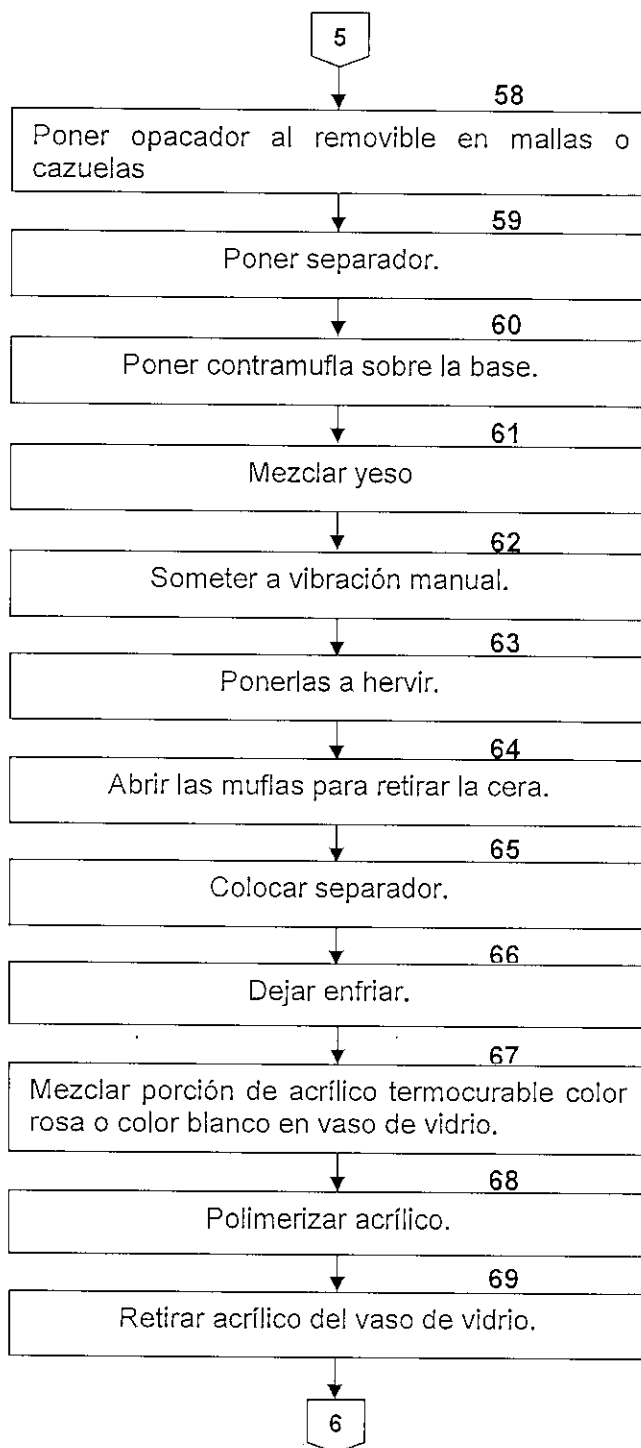 5
58
Poner opacador al removible en mallas o
cazuelas
59
Poner separador.
60
Poner contramufla sobre la base.
61
Mezclar yeso
62
Someter a vibración manual.
63
Ponerlas a hervir.
64
Abrir las muflas para retirar la cera.
65
Colocar separador.
66
Dejar enfriar.
67
Mezclar porción de acrílico termocurable color
rosa o color blanco en vaso de vidrio.
68
Polimerizar acrílico.
69
Retirar acrílico del vaso de vidrio.
6